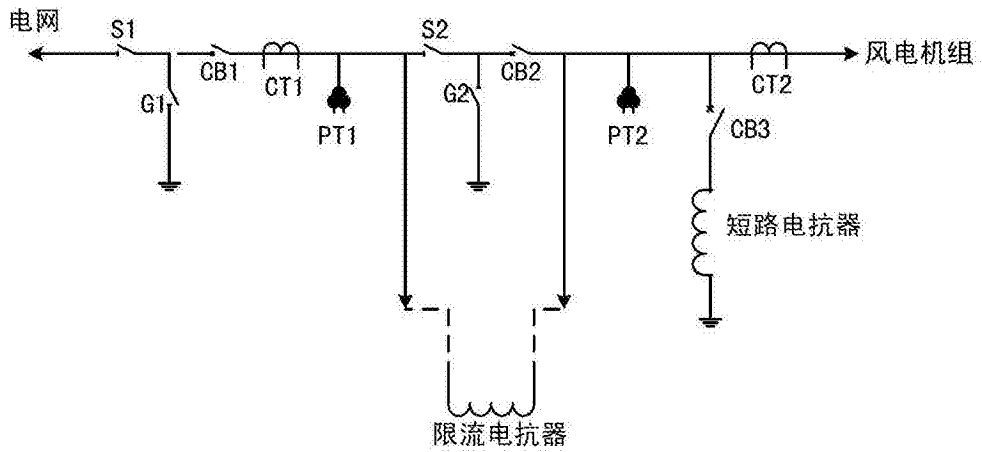 电网
S1
S2
CB1
CT1
CB2
CT2
风电机组
G1
G2
PT1
PT2
CB3
短路电抗器
限流电抗器